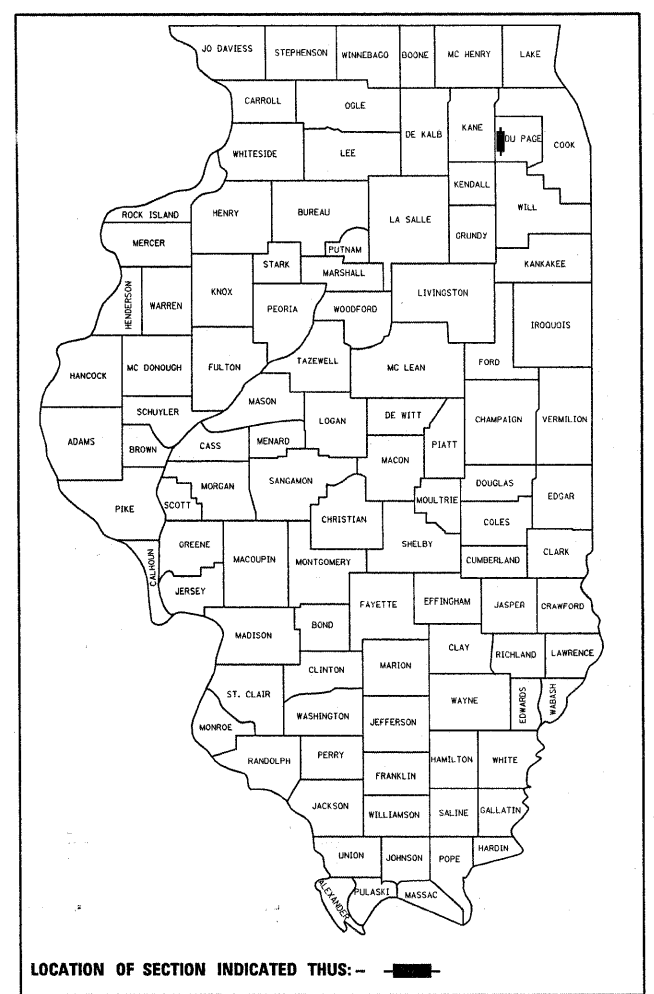 JO DAVIESS STEPHENSON WINNEBAGO BOONE MC HENRY LAKE
CARROLL OGLE DE KALB KANE DU PAGE COOK
WHITESIDE LEE
KENDALL
ROCK ISLAND HENRY BUREAU LA SALLE WILL
MERCER PUTNAM GRUNDY
STARK MARSHALL KANKAKEE
HENDERSON WARREN KNOX PEORIA WOODFORD LIVINGSTON IROQUOIS
HANCOCK MC DONOUGH FULTON TAZEWELL MC LEAN FORD
SCHUYLER MASON LOGAN DE WITT CHAMPAIGN VERMILION
ADAMS BROWN CASS MENARD PIATT
MACON
PIKE SCOTT MORGAN SANGAMON MOULTRIE DOUGLAS EDGAR
CHRISTIAN COLES
CALHOUN GREENE MACOUPIN MONTGOMERY SHELBY CUMBERLAND CLARK
JERSEY FAYETTE EFFINGHAM JASPER CRAWFORD
MADISON BOND
CLAY RICHLAND LAWRENCE
CLINTON MARION
ST. CLAIR WAYNE EDWARDS WABASH
MONROE WASHINGTON JEFFERSON
RANDOLPH PERRY HAMILTON WHITE
FRANKLIN
JACKSON WILLIAMSON SALINE GALLATIN
UNION JOHNSON POPE HARDIN
ALEXANDER PULASKI MASSAC
LOCATION OF SECTION INDICATED THUS:-